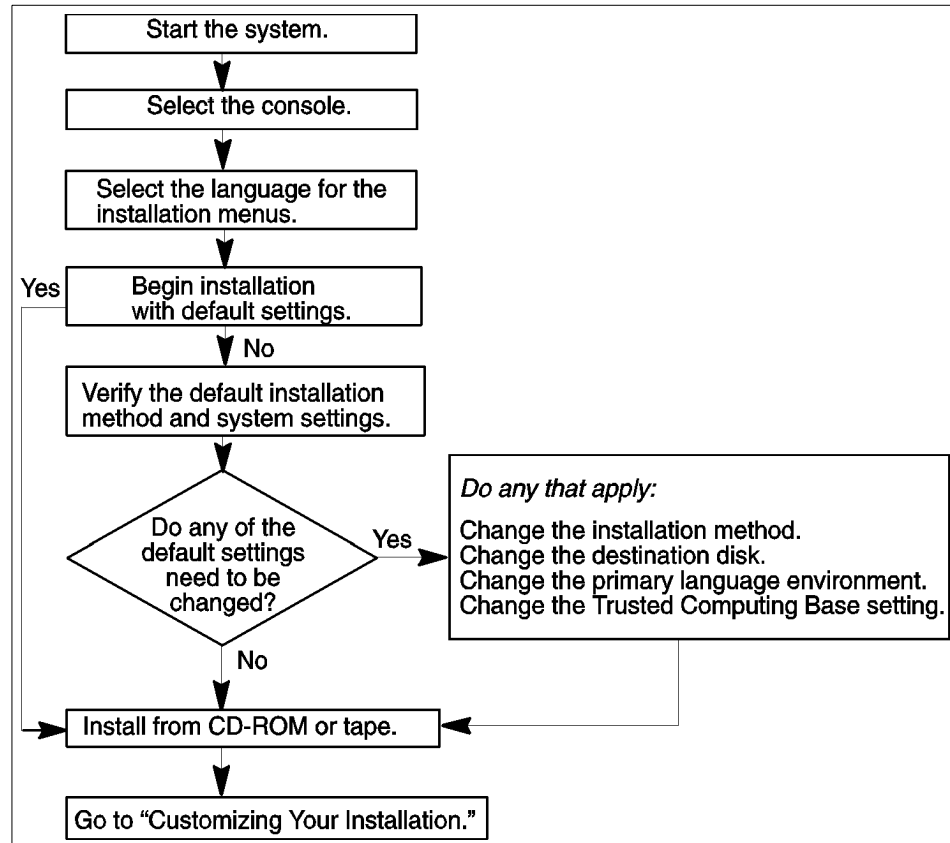 Start the system.
Select the console.
Select the language for the
installation menus.
Yes
Begin installation
with default settings.
No
Verify the default installation
method and system settings.
Do any of the
default settings
need to be
changed?
Yes
Do any that apply:
Change the installation method.
Change the destination disk.
Change the primary language environment.
Change the Trusted Computing Base setting.
No
Install from CD-ROM or tape.
Go to “Customizing Your Installation.”